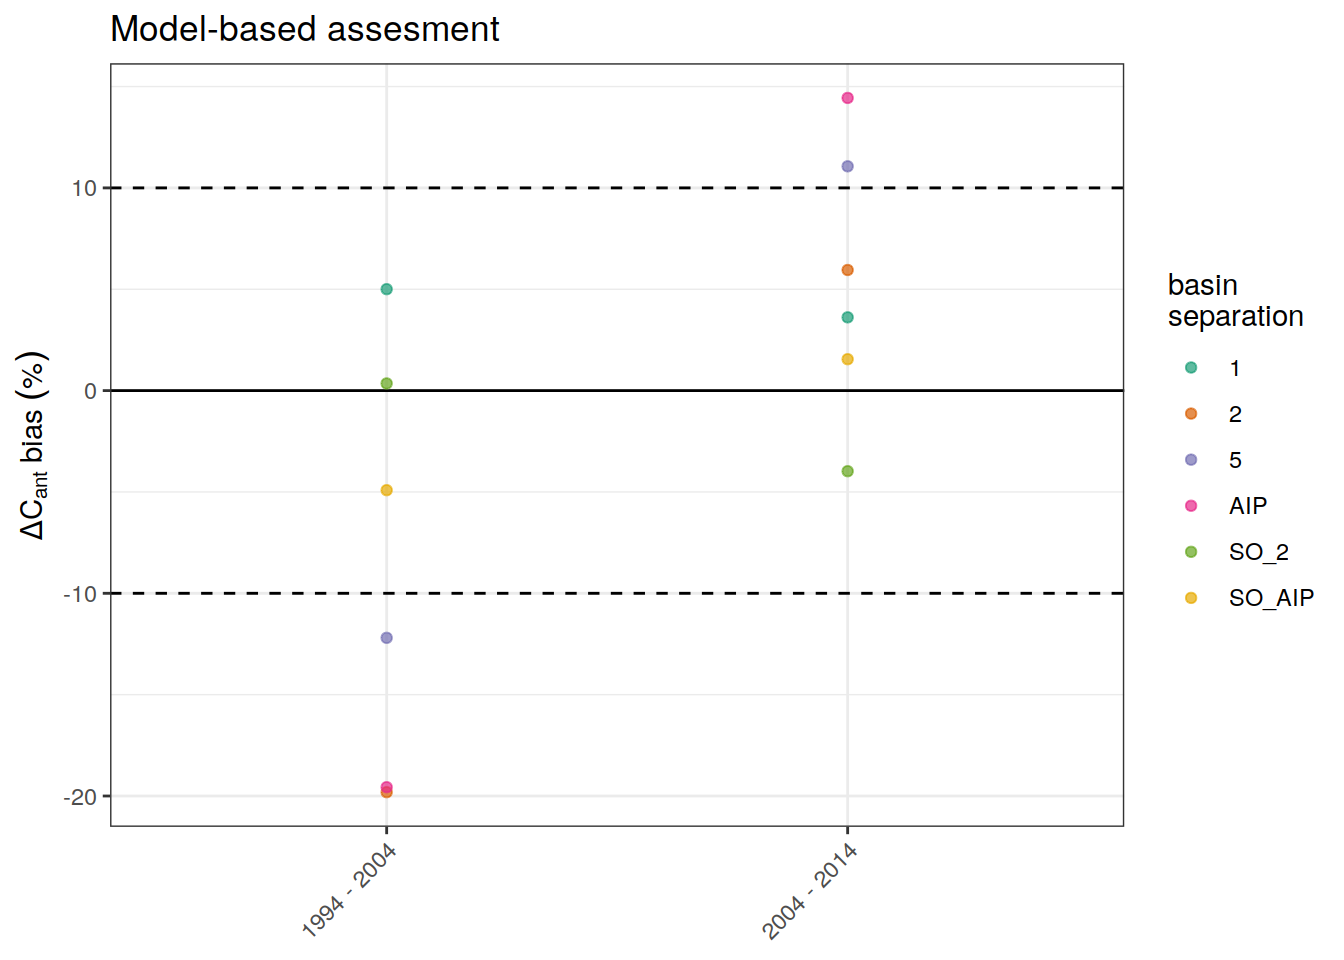 Model-based assesment
ΔCant bias (%)
10
0
-10
-20
1994 - 2004
2004 - 2014
basin
separation
1
2
5
AIP
SO_2
SO_AIP